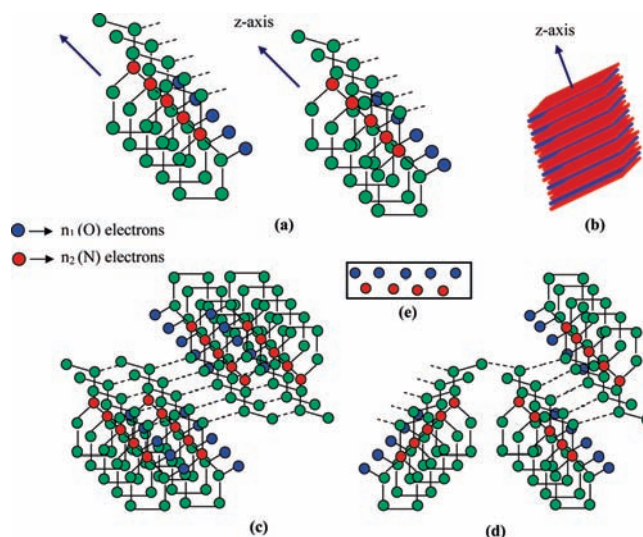 z-axis
z-axis
(a)
(b)
n₁(O) electrons
n₂(N) electrons
(e)
(c)
(d)